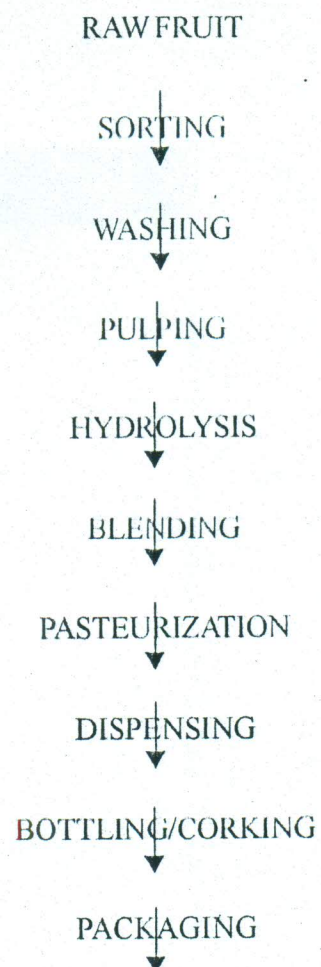 RAW FRUIT
SORTING
WASHING
PULPING
HYDROLYSIS
BLENDING
PASTEURIZATION
DISPENSING
BOTTLING/CORKING
PACKAGING